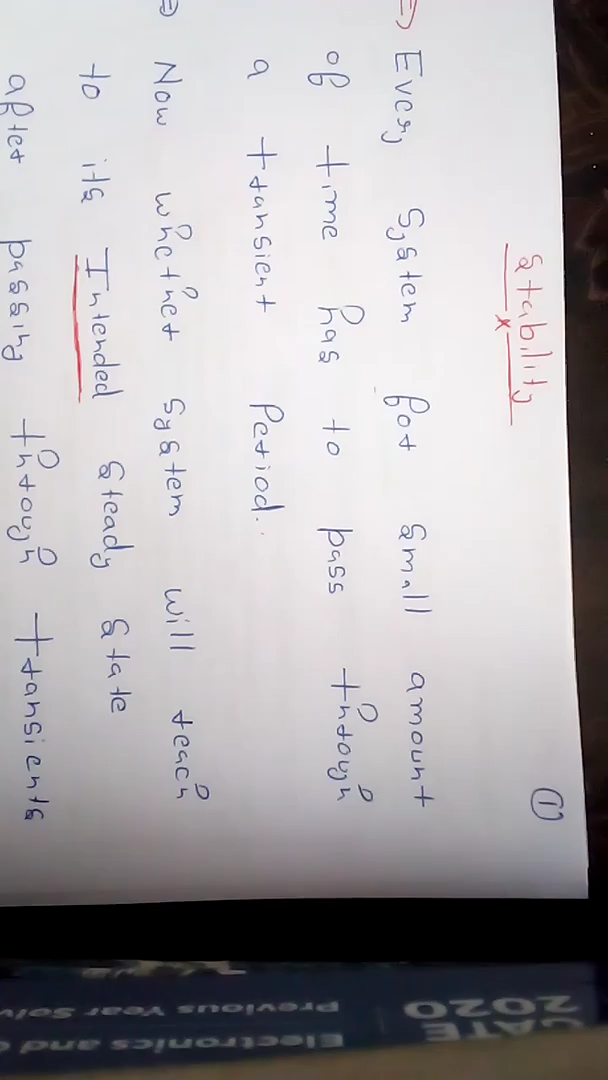 Stability
①
⇒ Every system for small amount
of time has to pass through
a transient Period.
⇒ Now whether system will reach
to its Intended steady state
after passing through transients
GATE
2020
Previous Year Solv
Electronics and